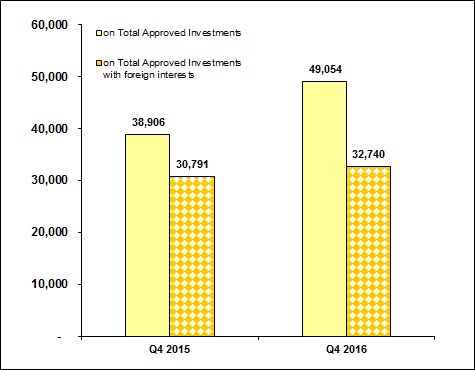 60,000
50,000
40,000
30,000
20,000
10,000
-
on Total Approved Investments
on Total Approved Investments
with foreign interests
38,906
30,791
49,054
32,740
Q4 2015
Q4 2016